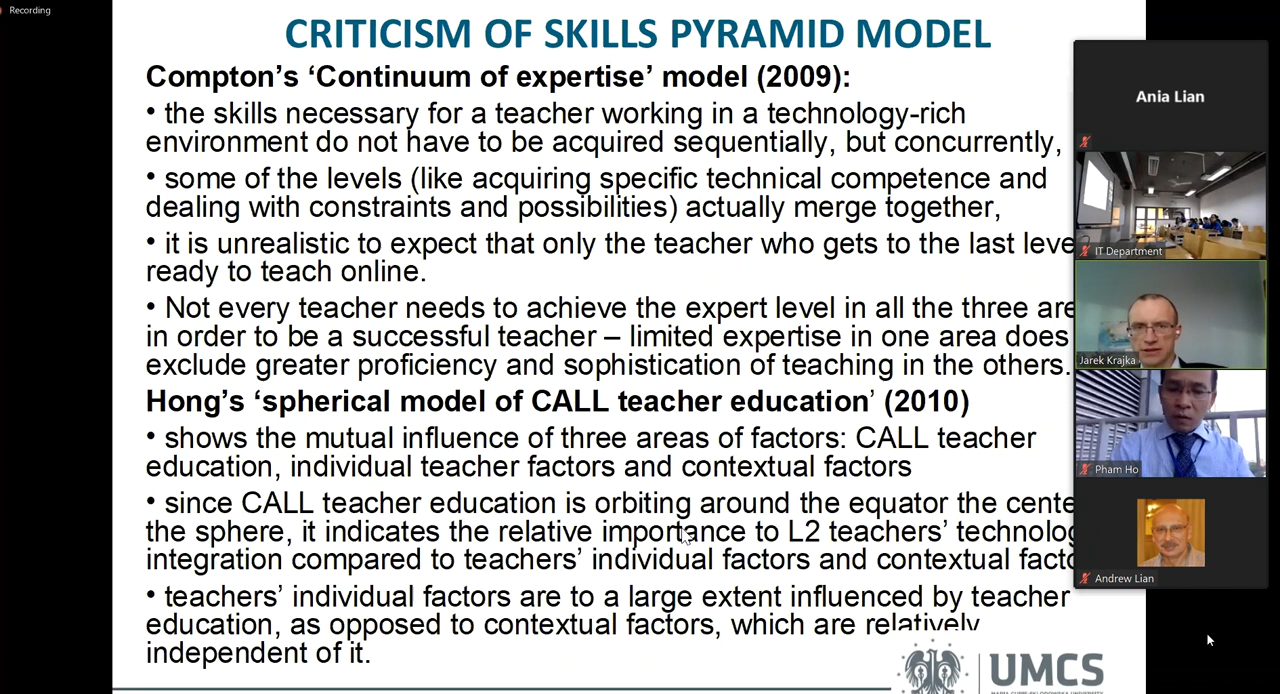 Recording
CRITICISM OF SKILLS PYRAMID MODEL
Compton's 'Continuum of expertise' model (2009):
• the skills necessary for a teacher working in a technology-rich
environment do not have to be acquired sequentially, but concurrently,
• some of the levels (like acquiring specific technical competence and
dealing with constraints and possibilities) actually merge together,
• it is unrealistic to expect that only the teacher who gets to the last leve
ready to teach online.
• Not every teacher needs to achieve the expert level in all the three are
in order to be a successful teacher – limited expertise in one area does
exclude greater proficiency and sophistication of teaching in the others.
Hong's 'spherical model of CALL teacher education' (2010)
• shows the mutual influence of three areas of factors: CALL teacher
education, individual teacher factors and contextual factors
• since CALL teacher education is orbiting around the equator the cente
the sphere, it indicates the relative importance to L2 teachers' technolog
integration compared to teachers' individual factors and contextual facto
• teachers' individual factors are to a large extent influenced by teacher
education, as opposed to contextual factors, which are relatively
independent of it.
UMCS
Ania Lian
IT Department
Jarek Krajka
Pham Ho
Andrew Lian